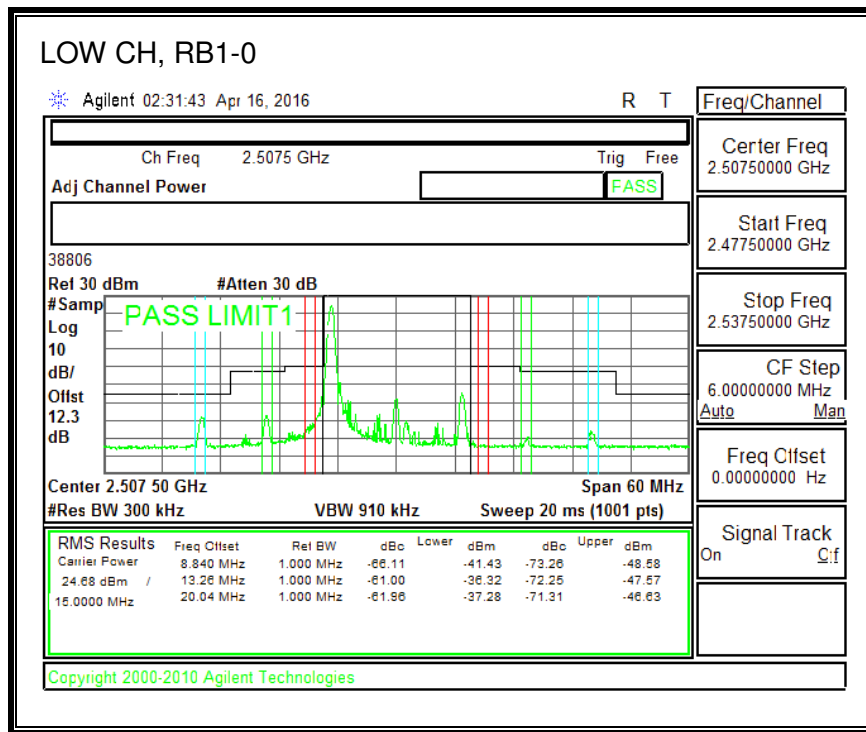 LOW CH, RB1-0
Agilent 02:31:43 Apr 16, 2016 R T
Freq/Channel
Ch Freq 2.5075 GHz Trig Free
Adj Channel Power PASS
Center Freq
2.50750000 GHz
Start Freq
2.47750000 GHz
Stop Freq
2.53750000 GHz
CF Step
6.00000000 MHz
Auto Man
Freq Offset
0.00000000 Hz
Signal Track
On Off
38806
Ref 30 dBm #Atten 30 dB
#Samp
Log
10
dB/
Offst
12.3
dB
PASS LIMIT1
Center 2.507 50 GHz Span 60 MHz
#Res BW 300 kHz VBW 910 kHz Sweep 20 ms (1001 pts)
RMS Results Freq Offset Ref BW dBc Lower dBm dBc Upper dBm
Carrier Power 8.840 MHz 1.000 MHz -66.11 -41.43 -73.26 -48.58
24.68 dBm / 13.26 MHz 1.000 MHz -61.00 -36.32 -72.25 -47.57
15.0000 MHz 20.04 MHz 1.000 MHz -61.96 -37.28 -71.31 -46.63
Copyright 2000-2010 Agilent Technologies